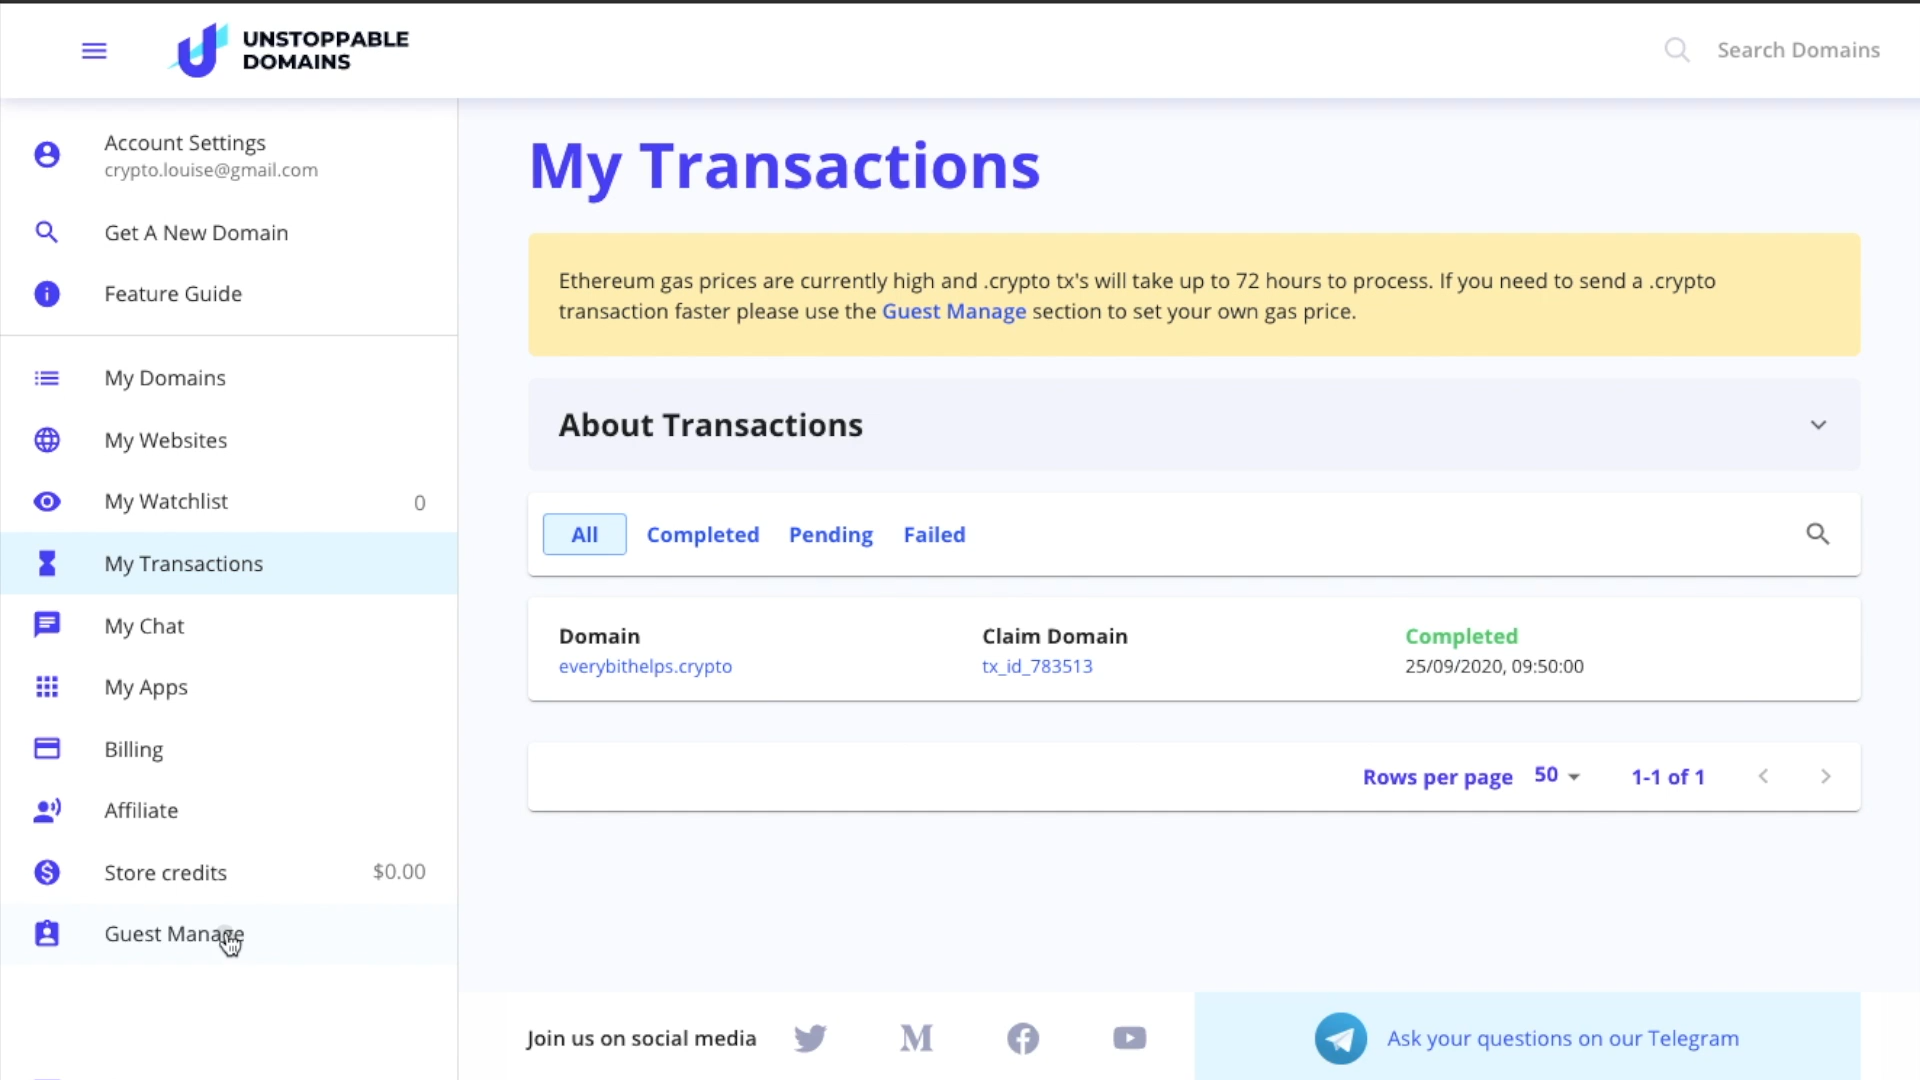 UNSTOPPABLE
DOMAINS
Search Domains
Account Settings
crypto.louise@gmail.com
Get A New Domain
Feature Guide
My Domains
My Websites
My Watchlist 0
My Transactions
My Chat
My Apps
Billing
Affiliate
Store credits $0.00
Guest Manage
My Transactions
Ethereum gas prices are currently high and .crypto tx's will take up to 72 hours to process. If you need to send a .crypto
transaction faster please use the Guest Manage section to set your own gas price.
About Transactions
All Completed Pending Failed
Domain Claim Domain Completed
everybithelps.crypto tx_id_783513 25/09/2020, 09:50:00
Rows per page 50 1-1 of 1
Join us on social media
Ask your questions on our Telegram